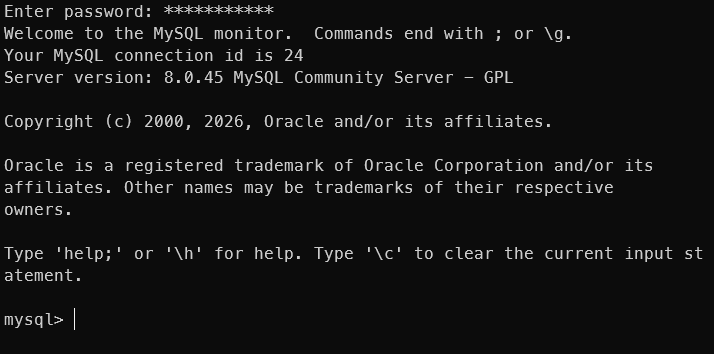 Enter password: ***********
Welcome to the MySQL monitor.  Commands end with ; or \g.
Your MySQL connection id is 24
Server version: 8.0.45 MySQL Community Server - GPL

Copyright (c) 2000, 2026, Oracle and/or its affiliates.

Oracle is a registered trademark of Oracle Corporation and/or its
affiliates. Other names may be trademarks of their respective
owners.

Type 'help;' or '\h' for help. Type '\c' to clear the current input st
atement.

mysql>